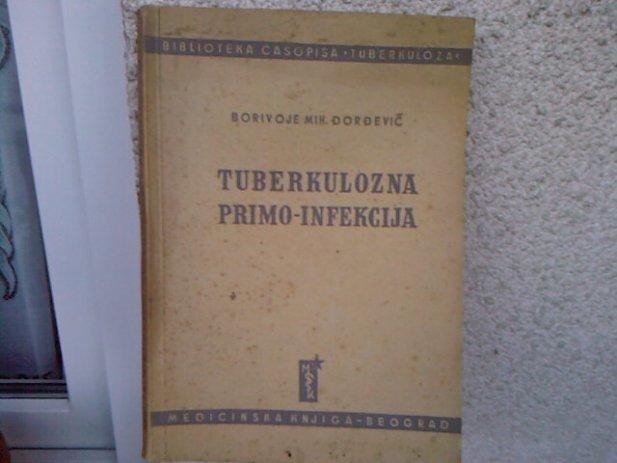 BIBLIOTEKA ČASOPISA "TUBERKULOZA"
BORIVOJE MIH. ĐORĐEVIĆ
TUBERKULOZNA
PRIMO-INFEKCIJA
MEDICINSKA KNJIGA-BEOGRAD